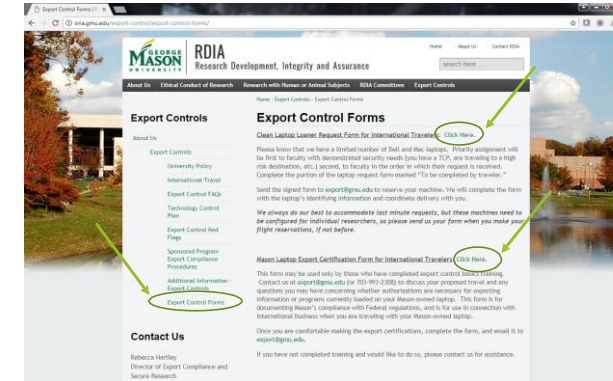 Export Control Forms |
oria.gmu.edu/export-control/export-control-forms/
GEORGE
MASON
UNIVERSITY
RDIA
Research Development, Integrity and Assurance
Home About Us Contact RDIA
search here ...
About Us Ethical Conduct of Research Research with Human or Animal Subjects RDIA Committees Export Controls
Home - Export Controls - Export Control Forms
Export Controls
About Us
Export Controls
University Policy
International Travel
Export Control FAQs
Technology Control
Plan
Export Control Red
Flags
Sponsored Program
Export Compliance
Procedures
Additional Information -
Export Controls
Export Control Forms
Contact Us
Rebecca Hartley
Director of Export Compliance and
Secure Research
Export Control Forms
Clean Laptop Loaner Request Form for International Travelers: Click Here.
Please know that we have a limited number of Dell and Mac laptops. Priority assignment will
be first to faculty with demonstrated security needs (you have a TCP, are traveling to a high
risk destination, etc.) second, to faculty in the order in which their request is received.
Complete the portion of the laptop request form marked "To be completed by traveler."
Send the signed form to export@gmu.edu to reserve your machine. We will complete the form
with the laptop's identifying information and coordinate delivery with you.
We always do our best to accommodate last minute requests, but these machines need to
be configured for individual researchers, so please send us your form when you make your
flight reservations, if not before.
Mason Laptop Export Certification Form for International Travelers: Click Here.
This form may be used only by those who have completed export control basics training.
Contact us at export@gmu.edu (or 703-993-2308) to discuss your proposed travel and any
questions you may have concerning whether authorizations are necessary for exporting
information or programs currently loaded on your Mason-owned laptop. This form is for
documenting Mason's compliance with Federal regulations, and is for use in connection with
international business when you are traveling with your Mason owned laptop.
Once you are comfortable making the export certifications, complete the form, and email it to
export@gmu.edu.
If you have not completed training and would like to do so, please contact us for assistance.